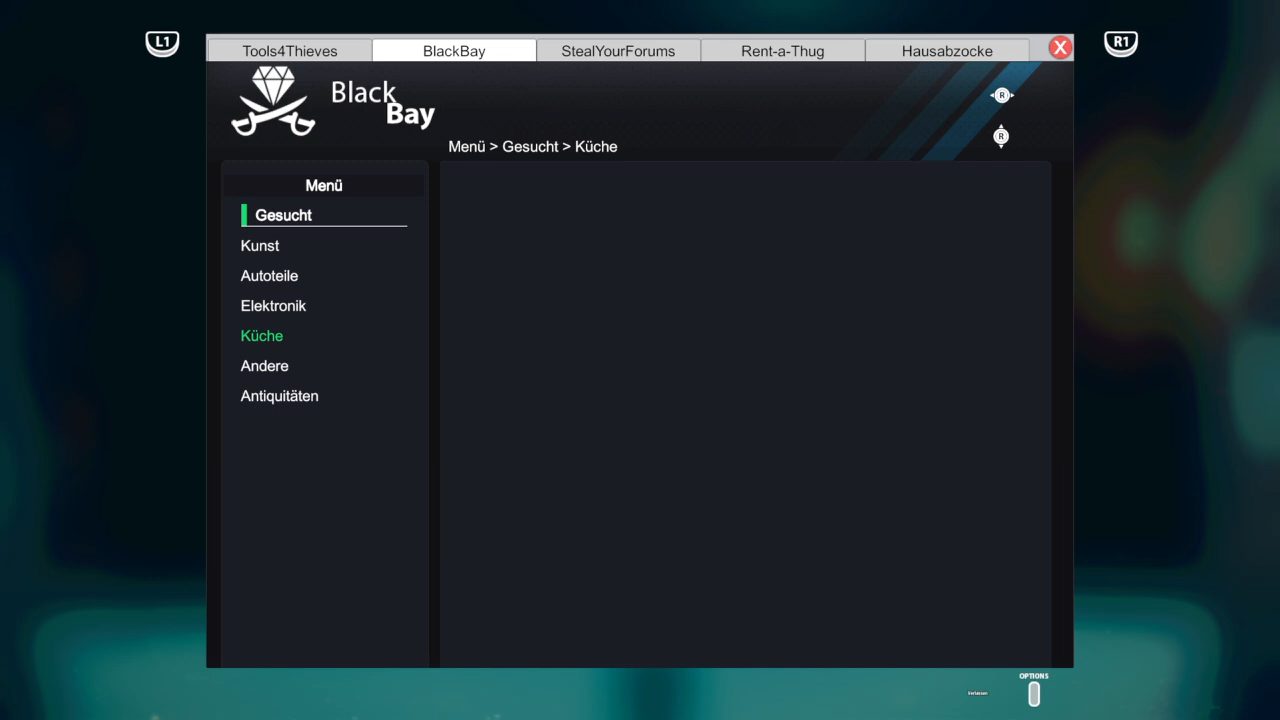 L1
R1
Tools4Thieves
BlackBay
StealYourForums
Rent-a-Thug
Hausabzocke
X
Black
Bay
R
R
Menü > Gesucht > Küche
Menü
Gesucht
Kunst
Autoteile
Elektronik
Küche
Andere
Antiquitäten
OPTIONS
Verlassen